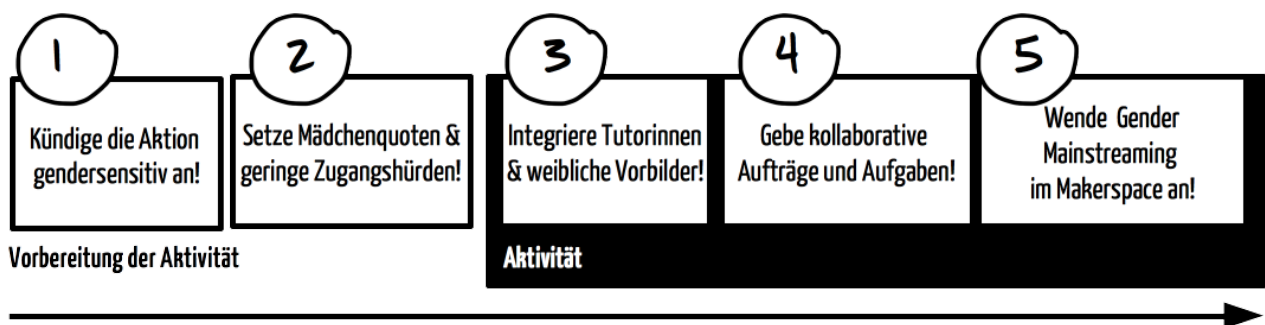 1
Kündige die Aktion
gendersensitiv an!
2
Setze Mädchenquoten &
geringe Zugangshürden!
3
Integriere Tutorinnen
& weibliche Vorbilder!
4
Gebe kollaborative
Aufträge und Aufgaben!
5
Wende Gender
Mainstreaming
im Makerspace an!
Vorbereitung der Aktivität
Aktivität